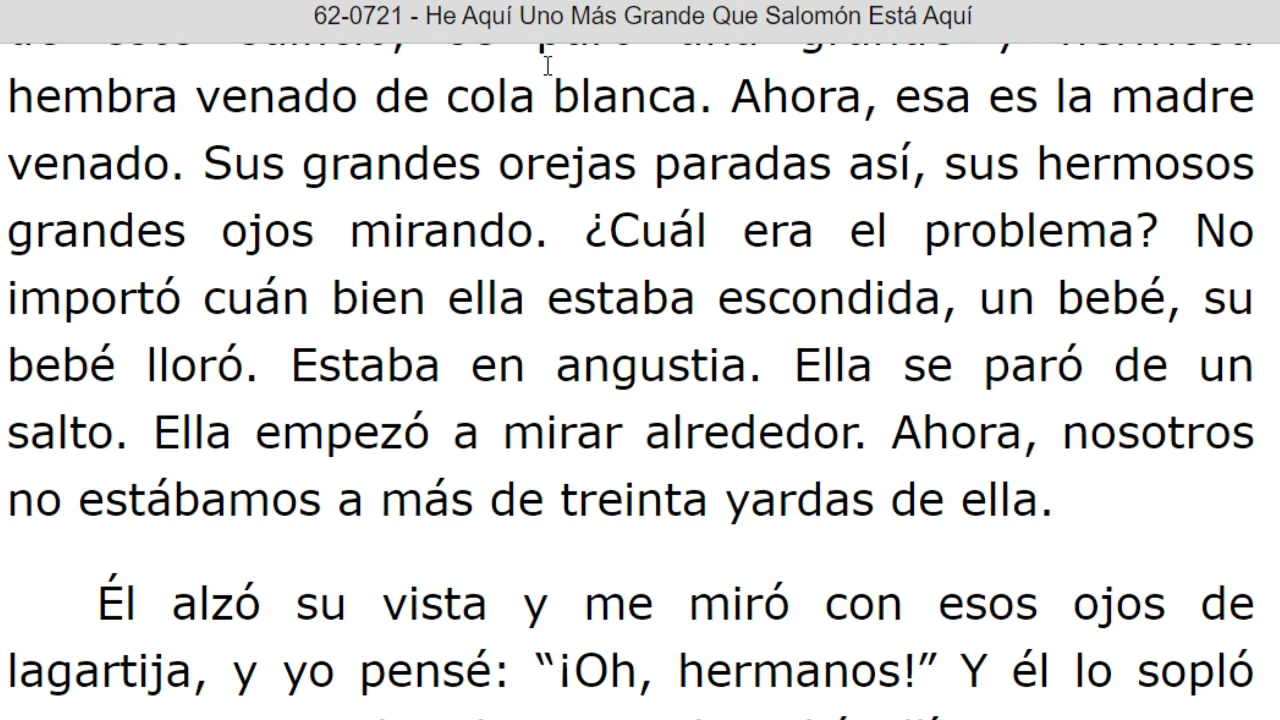 62-0721 - He Aquí Uno Más Grande Que Salomón Está Aquí
hembra venado de cola blanca. Ahora, esa es la madre
venado. Sus grandes orejas paradas así, sus hermosos
grandes ojos mirando. ¿Cuál era el problema? No
importó cuán bien ella estaba escondida, un bebé, su
bebé lloró. Estaba en angustia. Ella se paró de un
salto. Ella empezó a mirar alrededor. Ahora, nosotros
no estábamos a más de treinta yardas de ella.
Él alzó su vista y me miró con esos ojos de
lagartija, y yo pensé: “¡Oh, hermanos!” Y él lo sopló